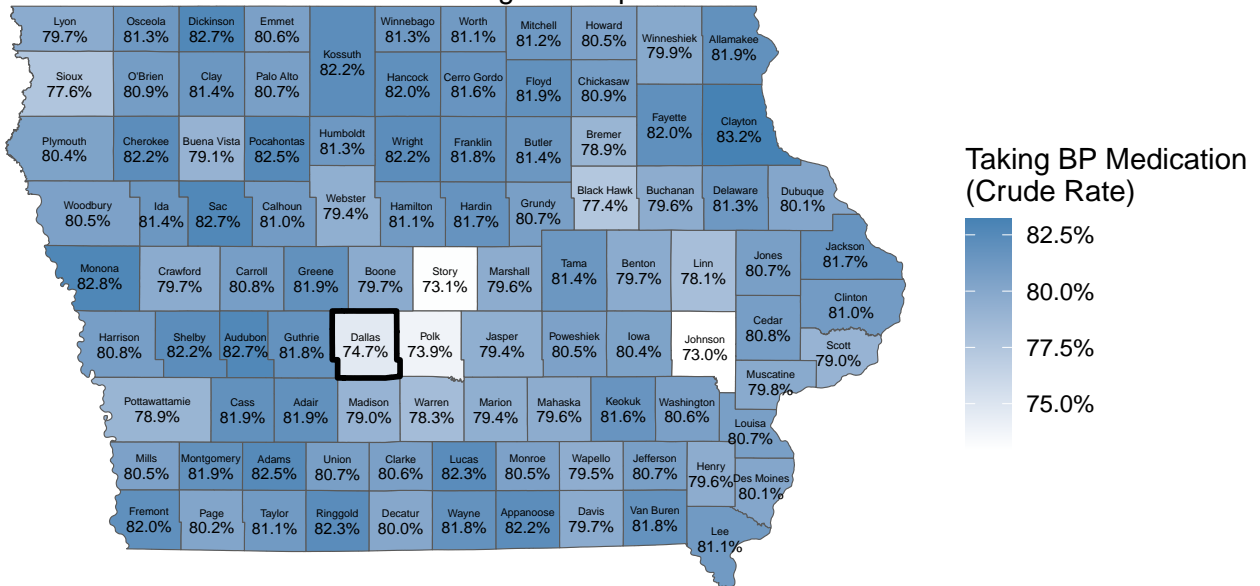 Lyon
79.7%
Osceola
81.3%
Dickinson
82.7%
Emmet
80.6%
Kossuth
82.2%
Winnebago
81.3%
Worth
81.1%
Mitchell
81.2%
Howard
80.5%
Winneshiek
79.9%
Allamakee
81.9%
Sioux
77.6%
O'Brien
80.9%
Clay
81.4%
Palo Alto
80.7%
Hancock
82.0%
Cerro Gordo
81.6%
Floyd
81.9%
Chickasaw
80.9%
Fayette
82.0%
Clayton
83.2%
Plymouth
80.4%
Cherokee
82.2%
Buena Vista
79.1%
Pocahontas
82.5%
Humboldt
81.3%
Wright
82.2%
Franklin
81.8%
Butler
81.4%
Bremer
78.9%
Woodbury
80.5%
Ida
81.4%
Sac
82.7%
Calhoun
81.0%
Webster
79.4%
Hamilton
81.1%
Hardin
81.7%
Grundy
80.7%
Black Hawk
77.4%
Buchanan
79.6%
Delaware
81.3%
Dubuque
80.1%
Monona
82.8%
Crawford
79.7%
Carroll
80.8%
Greene
81.9%
Boone
79.7%
Story
73.1%
Marshall
79.6%
Tama
81.4%
Benton
79.7%
Linn
78.1%
Jones
80.7%
Jackson
81.7%
Clinton
81.0%
Harrison
80.8%
Shelby
82.2%
Audubon
82.7%
Guthrie
81.8%
Dallas
74.7%
Polk
73.9%
Jasper
79.4%
Poweshiek
80.5%
Iowa
80.4%
Johnson
73.0%
Cedar
80.8%
Scott
79.0%
Muscatine
79.8%
Pottawattamie
78.9%
Cass
81.9%
Adair
81.9%
Madison
79.0%
Warren
78.3%
Marion
79.4%
Mahaska
79.6%
Keokuk
81.6%
Washington
80.6%
Louisa
80.7%
Mills
80.5%
Montgomery
81.9%
Adams
82.5%
Union
80.7%
Clarke
80.6%
Lucas
82.3%
Monroe
80.5%
Wapello
79.5%
Jefferson
80.7%
Henry
79.6%
Des Moines
80.1%
Fremont
82.0%
Page
80.2%
Taylor
81.1%
Ringgold
82.3%
Decatur
80.0%
Wayne
81.8%
Appanoose
82.2%
Davis
79.7%
Van Buren
81.8%
Lee
81.1%
Taking BP Medication
(Crude Rate)
82.5%
80.0%
77.5%
75.0%